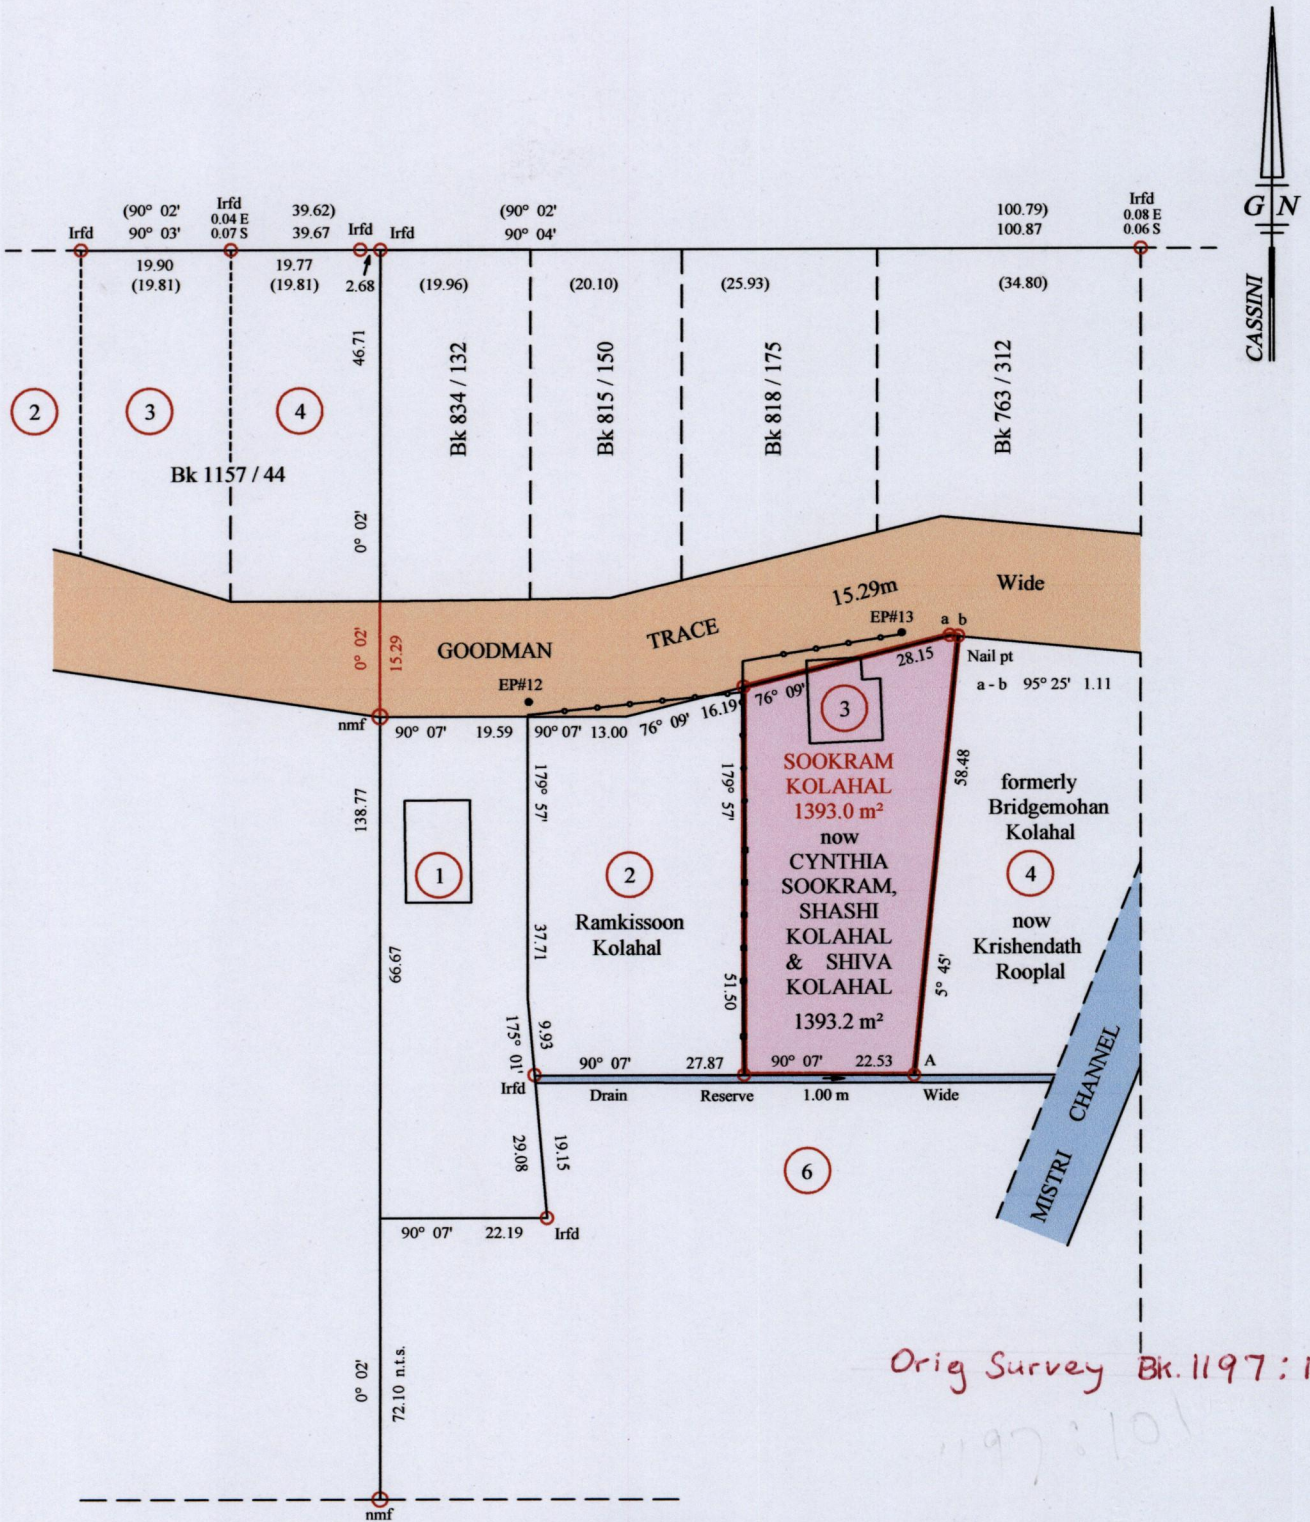 (90° 02'
Irfd
0.04 E
0.07 S
39.62)
(90° 02'
100.79)
Irfd
0.08 E
0.06 S
G N
CASSINI
Irfd
90° 03'
39.67
Irfd
Irfd
90° 04'
100.87
19.90
(19.81)
19.77
(19.81)
2.68
(19.96)
(20.10)
(25.93)
(34.80)
46.71
Bk 834 / 132
Bk 815 / 150
Bk 818 / 175
Bk 763 / 312
2
3
4
Bk 1157 / 44
0° 02'
0° 02'
15.29
GOODMAN
TRACE
15.29m
Wide
EP#12
EP#13
a b
Nail pt
a - b 95° 25' 1.11
28.15
nmf
90° 07' 19.59
90° 07' 13.00
76° 09' 16.19
76° 09'
3
138.77
66.67
179° 57'
37.71
179° 57'
51.50
SOOKRAM
KOLAHAL
1393.0 m²
now
CYNTHIA
SOOKRAM,
SHASHI
KOLAHAL
& SHIVA
KOLAHAL
1393.2 m²
58.48
5° 45'
formerly
Bridgemohan
Kolahal
4
now
Krishendath
Rooplal
1
2
Ramkissoon
Kolahal
175° 01'
9.93
Irfd
90° 07' 27.87
90° 07' 22.53
A
Drain
Reserve
1.00 m
Wide
MISTRI CHANNEL
29.08
19.15
6
90° 07' 22.19
Irfd
0° 02'
72.10 n.t.s.
nmf
Orig Survey Bk. 1197 :
1197 : 101